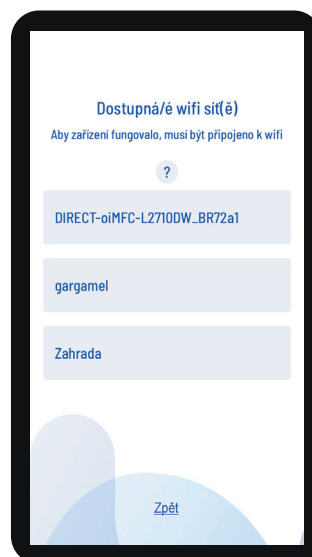 Dostupná/é wifi síť(ě)
Aby zařízení fungovalo, musí být připojeno k wifi
?
DIRECT-oiMFC-L2710DW_BR72a1
gargamel
Zahrada
Zpět